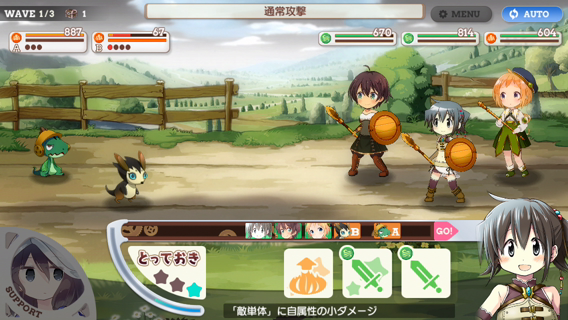 WAVE 1/3 1
通常攻撃
MENU
AUTO
887
A
67
B
670
814
604
B A GO!
とっておき
SUPPORT
「敵単体」に自属性の小ダメージ